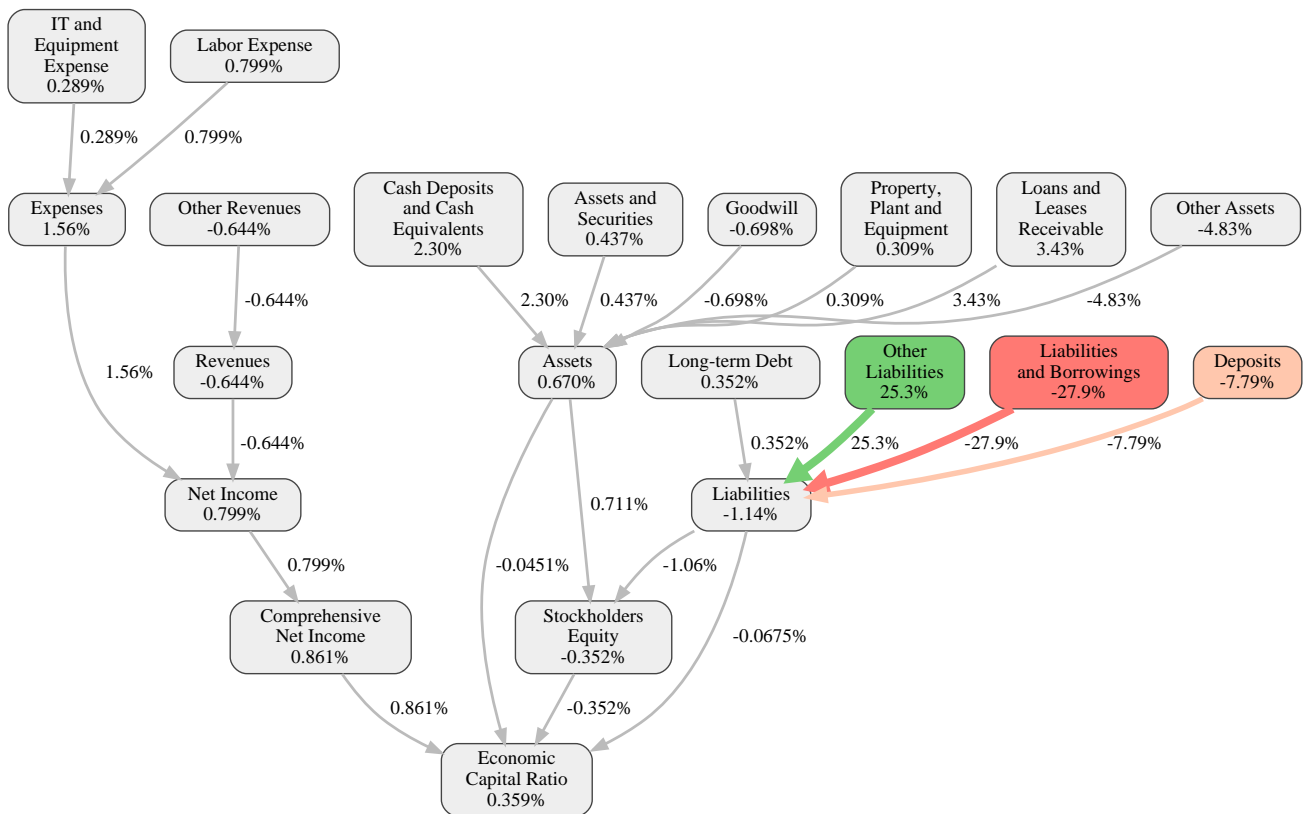 IT and
Equipment
Expense
0.289%
Labor Expense
0.799%
0.289%
0.799%
Expenses
1.56%
Other Revenues
-0.644%
Cash Deposits
and Cash
Equivalents
2.30%
Assets and
Securities
0.437%
Goodwill
-0.698%
Property,
Plant and
Equipment
0.309%
Loans and
Leases
Receivable
3.43%
Other Assets
-4.83%
-0.644%
2.30%
0.437%
-0.698%
0.309%
3.43%
-4.83%
1.56%
Revenues
-0.644%
Assets
0.670%
Long-term Debt
0.352%
Other
Liabilities
25.3%
Liabilities
and Borrowings
-27.9%
Deposits
-7.79%
-0.644%
0.352%
25.3%
-27.9%
-7.79%
Net Income
0.799%
0.711%
Liabilities
-1.14%
0.799%
-0.0451%
-1.06%
Comprehensive
Net Income
0.861%
Stockholders
Equity
-0.352%
-0.0675%
0.861%
-0.352%
Economic
Capital Ratio
0.359%